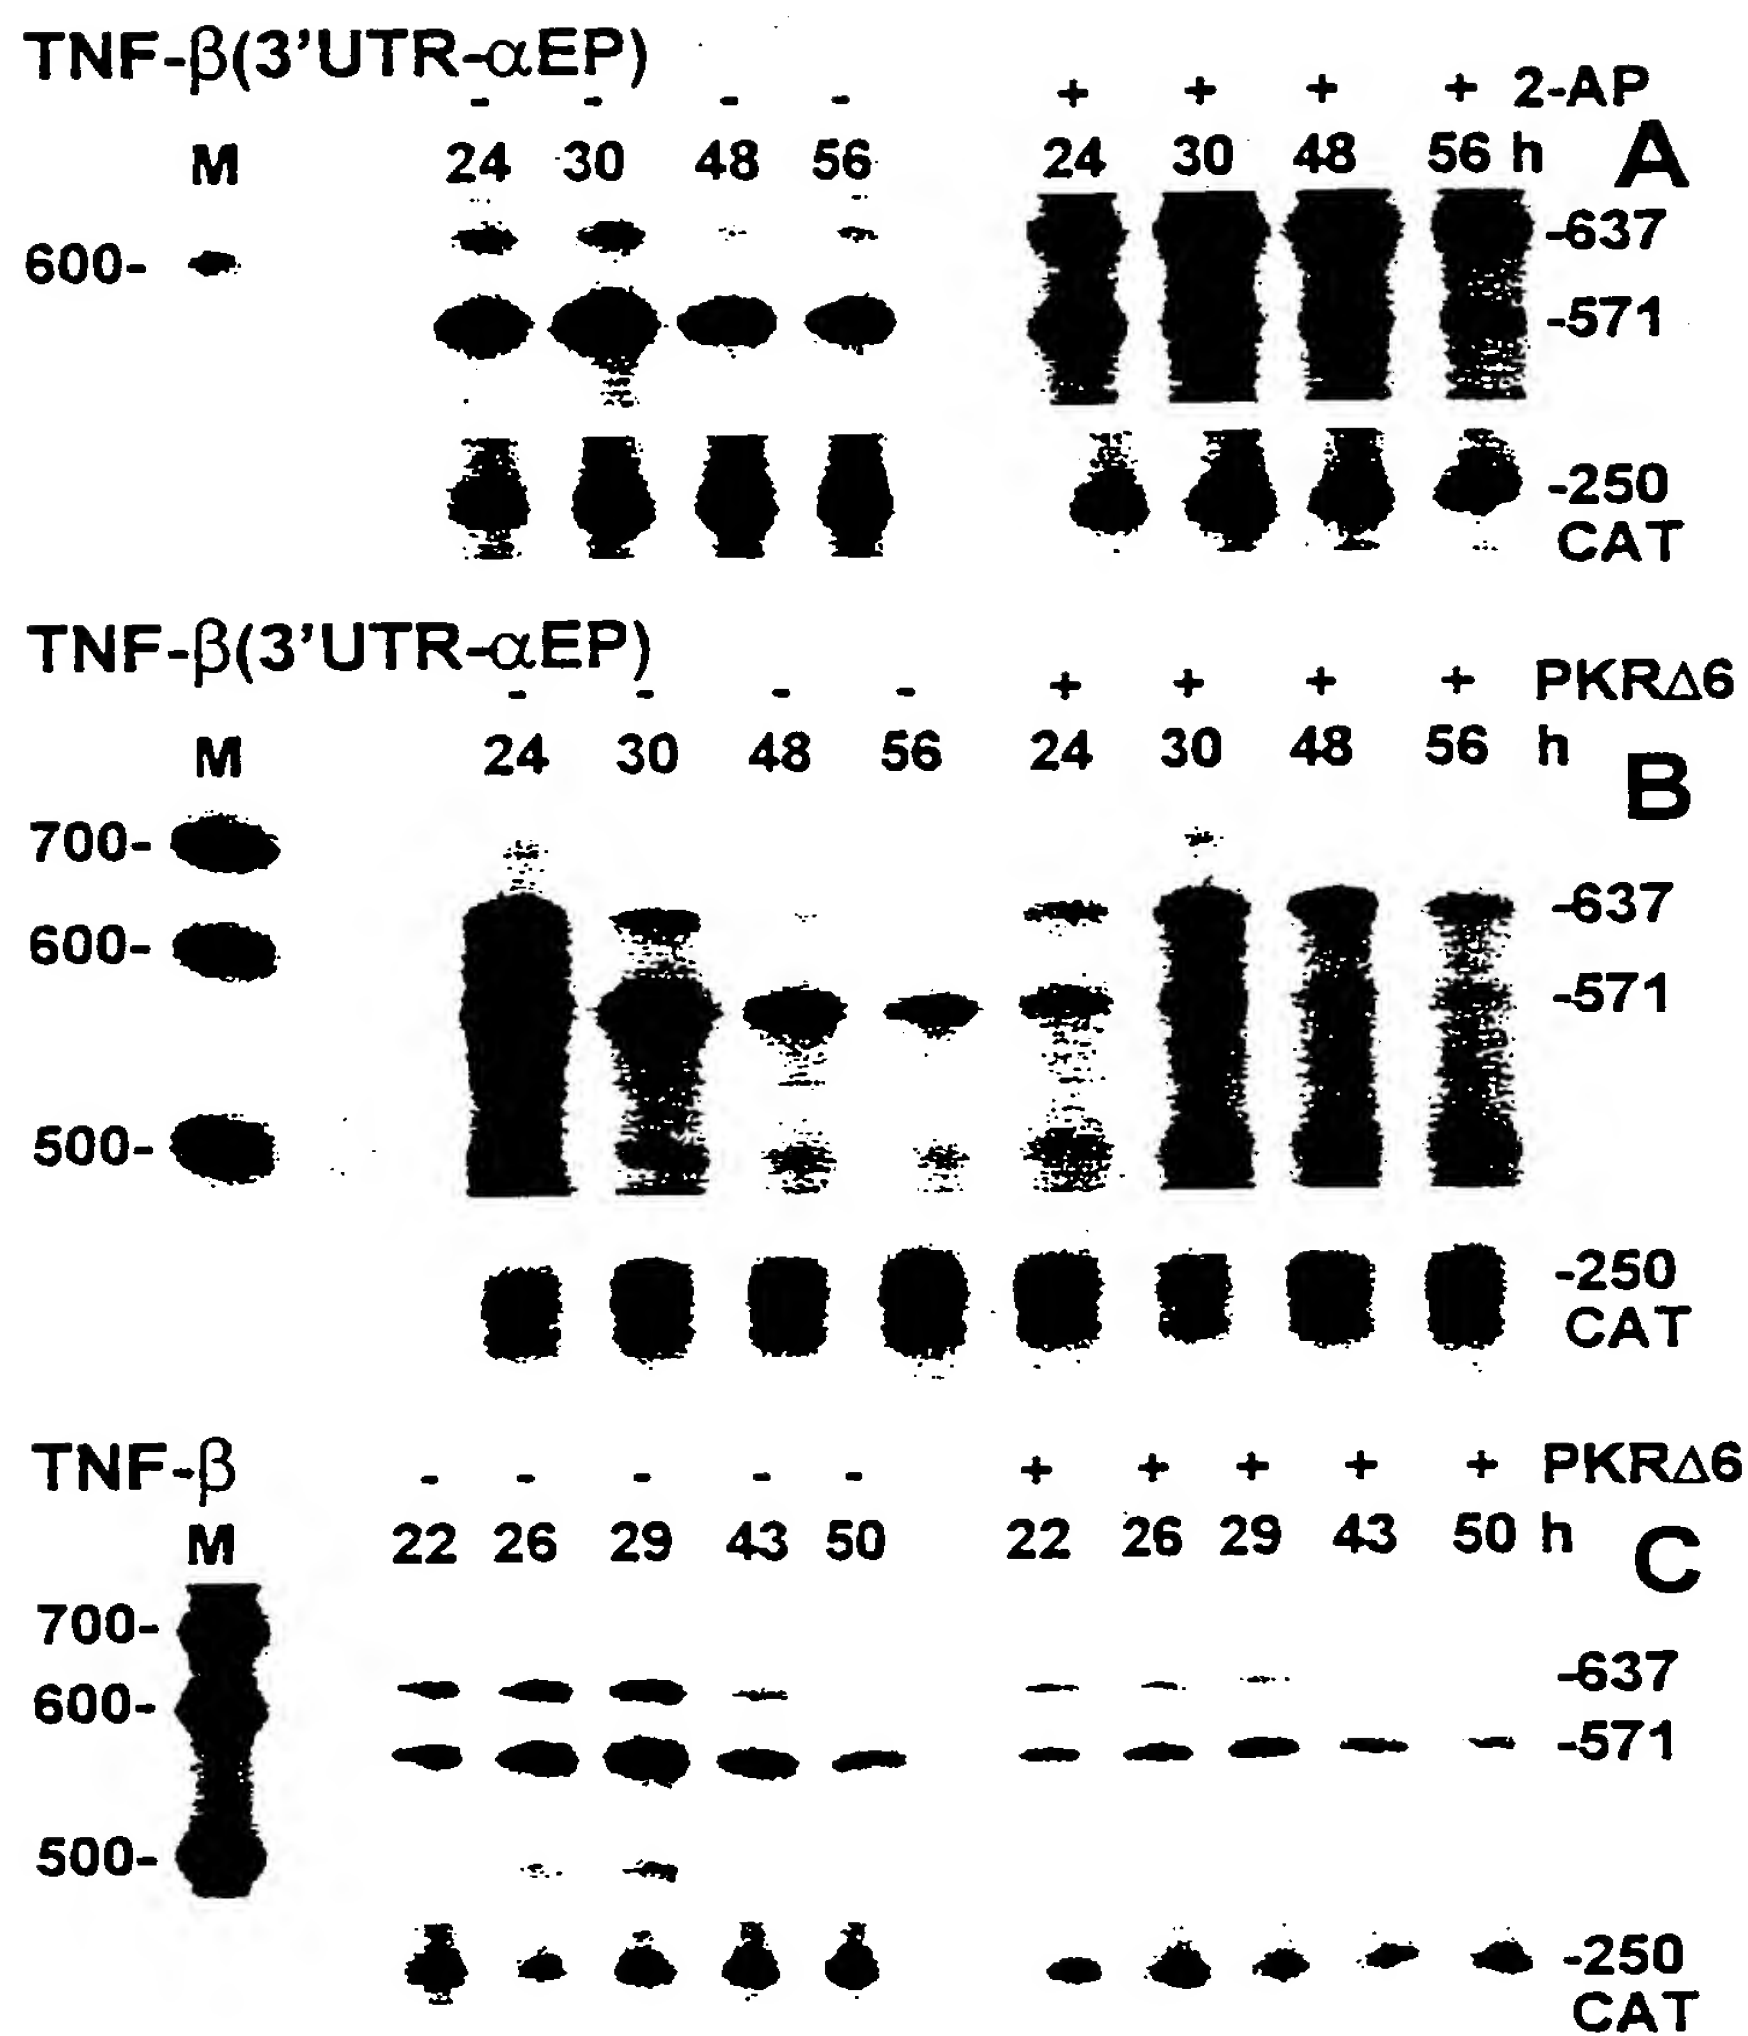 TNF-β(3'UTR-αEP)
- - - - + + + + 2-AP
M 24 30 48 56 24 30 48 56 h A
-637
600-
-571
-250
CAT
TNF-β(3'UTR-αEP)
- - - - + + + + PKRΔ6
M 24 30 48 56 24 30 48 56 h B
700-
-637
600-
-571
500-
-250
CAT
TNF-β
- - - - - + + + + + PKRΔ6
M 22 26 29 43 50 22 26 29 43 50 h C
700-
-637
600-
-571
500-
-250
CAT